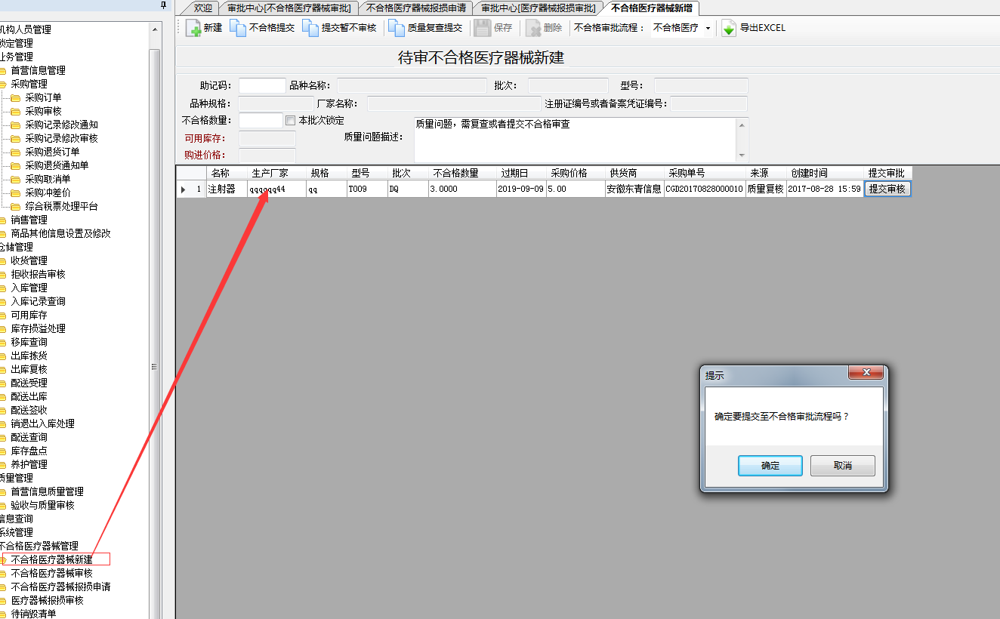 机构人员管理
锁定管理
业务管理
首营信息管理
采购管理
采购订单
采购审核
采购记录修改通知
采购记录修改审核
采购退货订单
采购退货通知单
采购取消单
采购冲差价
综合税票处理平台
销售管理
商品其他信息设置及修改
仓储管理
收货管理
拒收报告审核
入库管理
入库记录查询
可用库存
库存损溢处理
移库查询
出库拣货
出库复核
配送受理
配送出库
配送签收
销退出入库处理
配送查询
库存盘点
养护管理
质量管理
首营信息质量管理
验收与质量审核
信息查询
系统管理
不合格医疗器械管理
不合格医疗器械新建
不合格医疗器械审核
不合格医疗器械报损申请
医疗器械报损审核
待销毁清单
欢迎 审批中心[不合格医疗器械审批] 不合格医疗器械报损申请 审批中心[医疗器械报损审批] 不合格医疗器械新增
新建 不合格提交 提交暂不审核 质量复查提交 保存 删除 不合格审批流程： 不合格医疗 导出EXCEL
待审不合格医疗器械新建
助记码： 品种名称： 批次： 型号：
品种规格： 厂家名称： 注册证编号或者备案凭证编号：
不合格数量： 本批次锁定
可用库存： 质量问题描述： 质量问题，需复查或者提交不合格审查
购进价格：
名称 生产厂家 规格 型号 批次 不合格数量 过期日 采购价格 供货商 采购单号 来源 创建时间 提交审批
1 注射器 qqqqqq44 qq T009 DQ 3.0000 2019-09-09 5.00 安徽东青信息 CGD20170828000010 质量复核 2017-08-28 15:59 提交审核
提示
确定要提交至不合格审批流程吗？
确定 取消